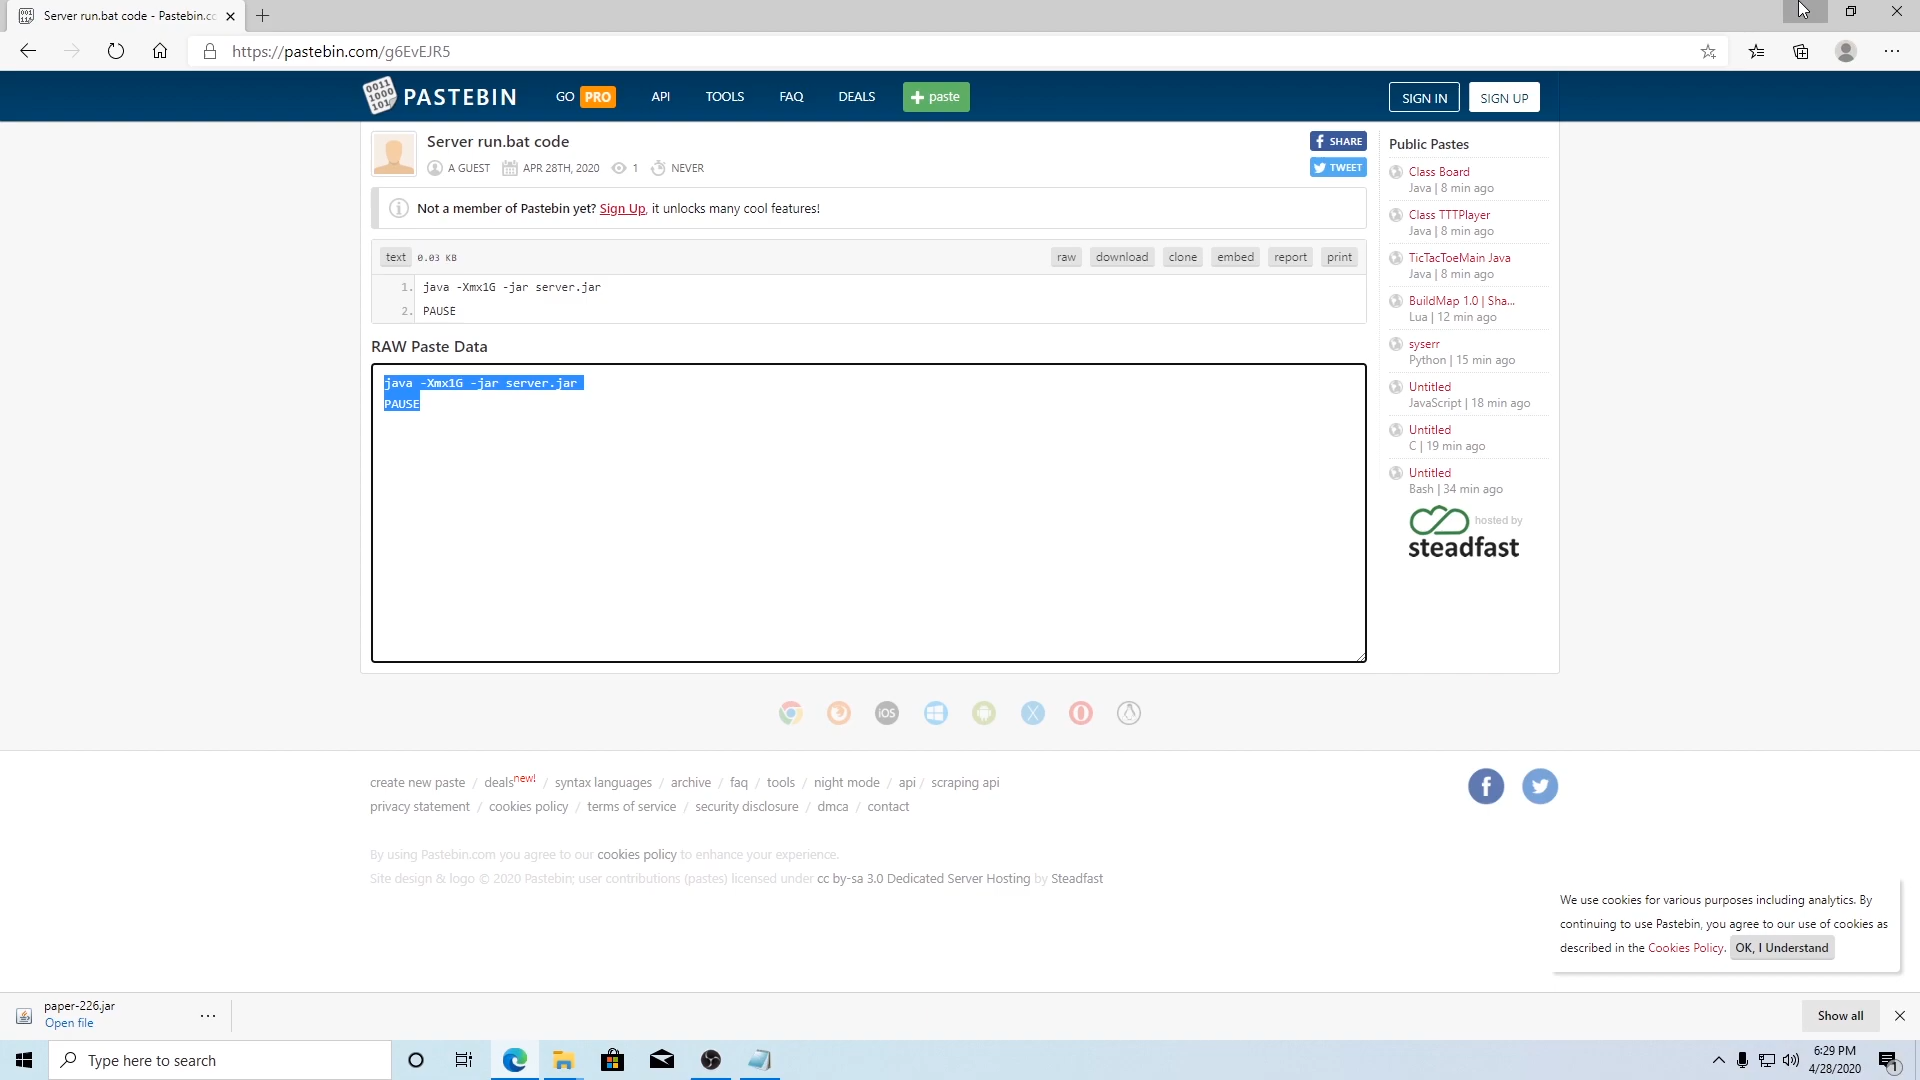 Server run.bat code - Pastebin.cc
https://pastebin.com/g6EvEJR5
0011
1000
101
PASTEBIN
GO PRO
API
TOOLS
FAQ
DEALS
paste
SIGN IN
SIGN UP
Server run.bat code
A GUEST
APR 28TH, 2020
1
NEVER
SHARE
TWEET
Not a member of Pastebin yet? Sign Up, it unlocks many cool features!
text 0.03 KB
raw
download
clone
embed
report
print
1. java -Xmx1G -jar server.jar
2. PAUSE
RAW Paste Data
java -Xmx1G -jar server.jar
PAUSE
Public Pastes
Class Board
Java | 8 min ago
Class TTTPlayer
Java | 8 min ago
TicTacToeMain Java
Java | 8 min ago
BuildMap 1.0 | Sha...
Lua | 12 min ago
syserr
Python | 15 min ago
Untitled
JavaScript | 18 min ago
Untitled
C | 19 min ago
Untitled
Bash | 34 min ago
hosted by
steadfast
iOS
create new paste / deals new! / syntax languages / archive / faq / tools / night mode / api / scraping api
privacy statement / cookies policy / terms of service / security disclosure / dmca / contact
By using Pastebin.com you agree to our cookies policy to enhance your experience.
Site design & logo © 2020 Pastebin; user contributions (pastes) licensed under cc by-sa 3.0 Dedicated Server Hosting by Steadfast
We use cookies for various purposes including analytics. By
continuing to use Pastebin, you agree to our use of cookies as
described in the Cookies Policy. OK, I Understand
paper-226.jar
Open file
Show all
Type here to search
6:29 PM
4/28/2020
1